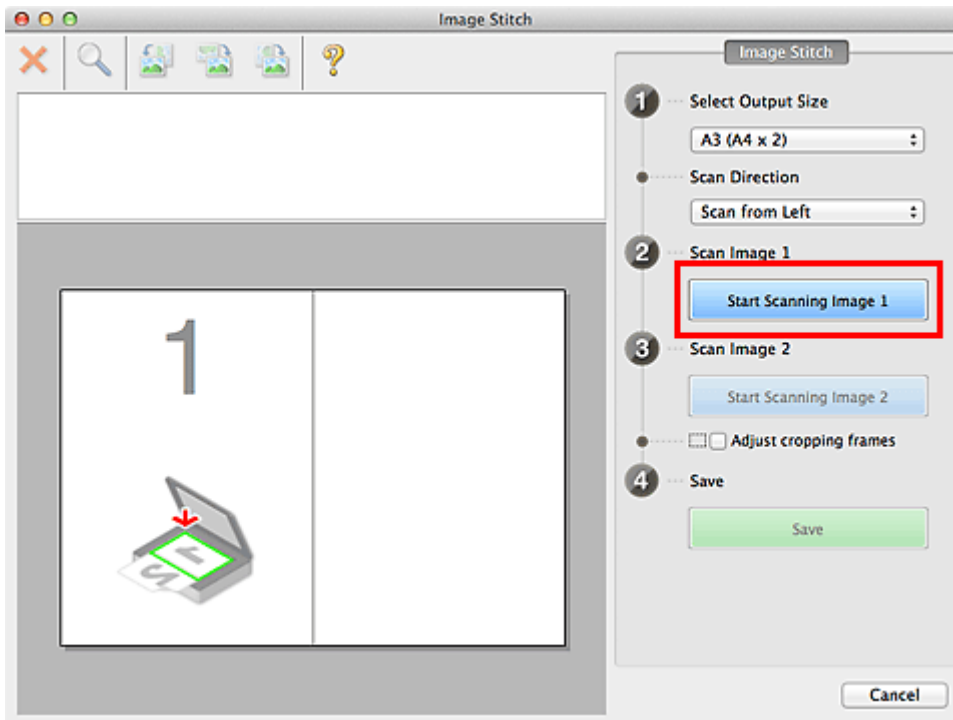 Image Stitch
?
Image Stitch
1 Select Output Size
A3 (A4 x 2)
Scan Direction
Scan from Left
2 Scan Image 1
Start Scanning Image 1
3 Scan Image 2
Start Scanning Image 2
Adjust cropping frames
4 Save
Save
1
1
2
Cancel